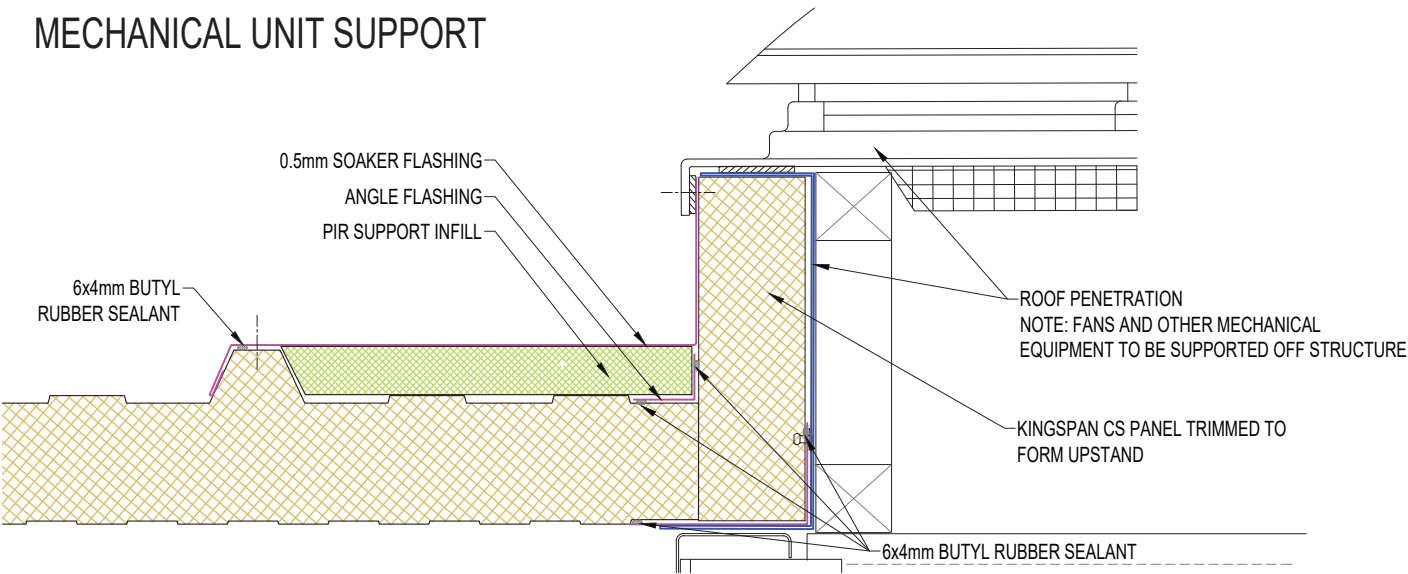 MECHANICAL UNIT SUPPORT
0.5mm SOAKER FLASHING
ANGLE FLASHING
PIR SUPPORT INFILL
6x4mm BUTYL
RUBBER SEALANT
ROOF PENETRATION
NOTE: FANS AND OTHER MECHANICAL
EQUIPMENT TO BE SUPPORTED OFF STRUCTURE
KINGSPAN CS PANEL TRIMMED TO
FORM UPSTAND
6x4mm BUTYL RUBBER SEALANT